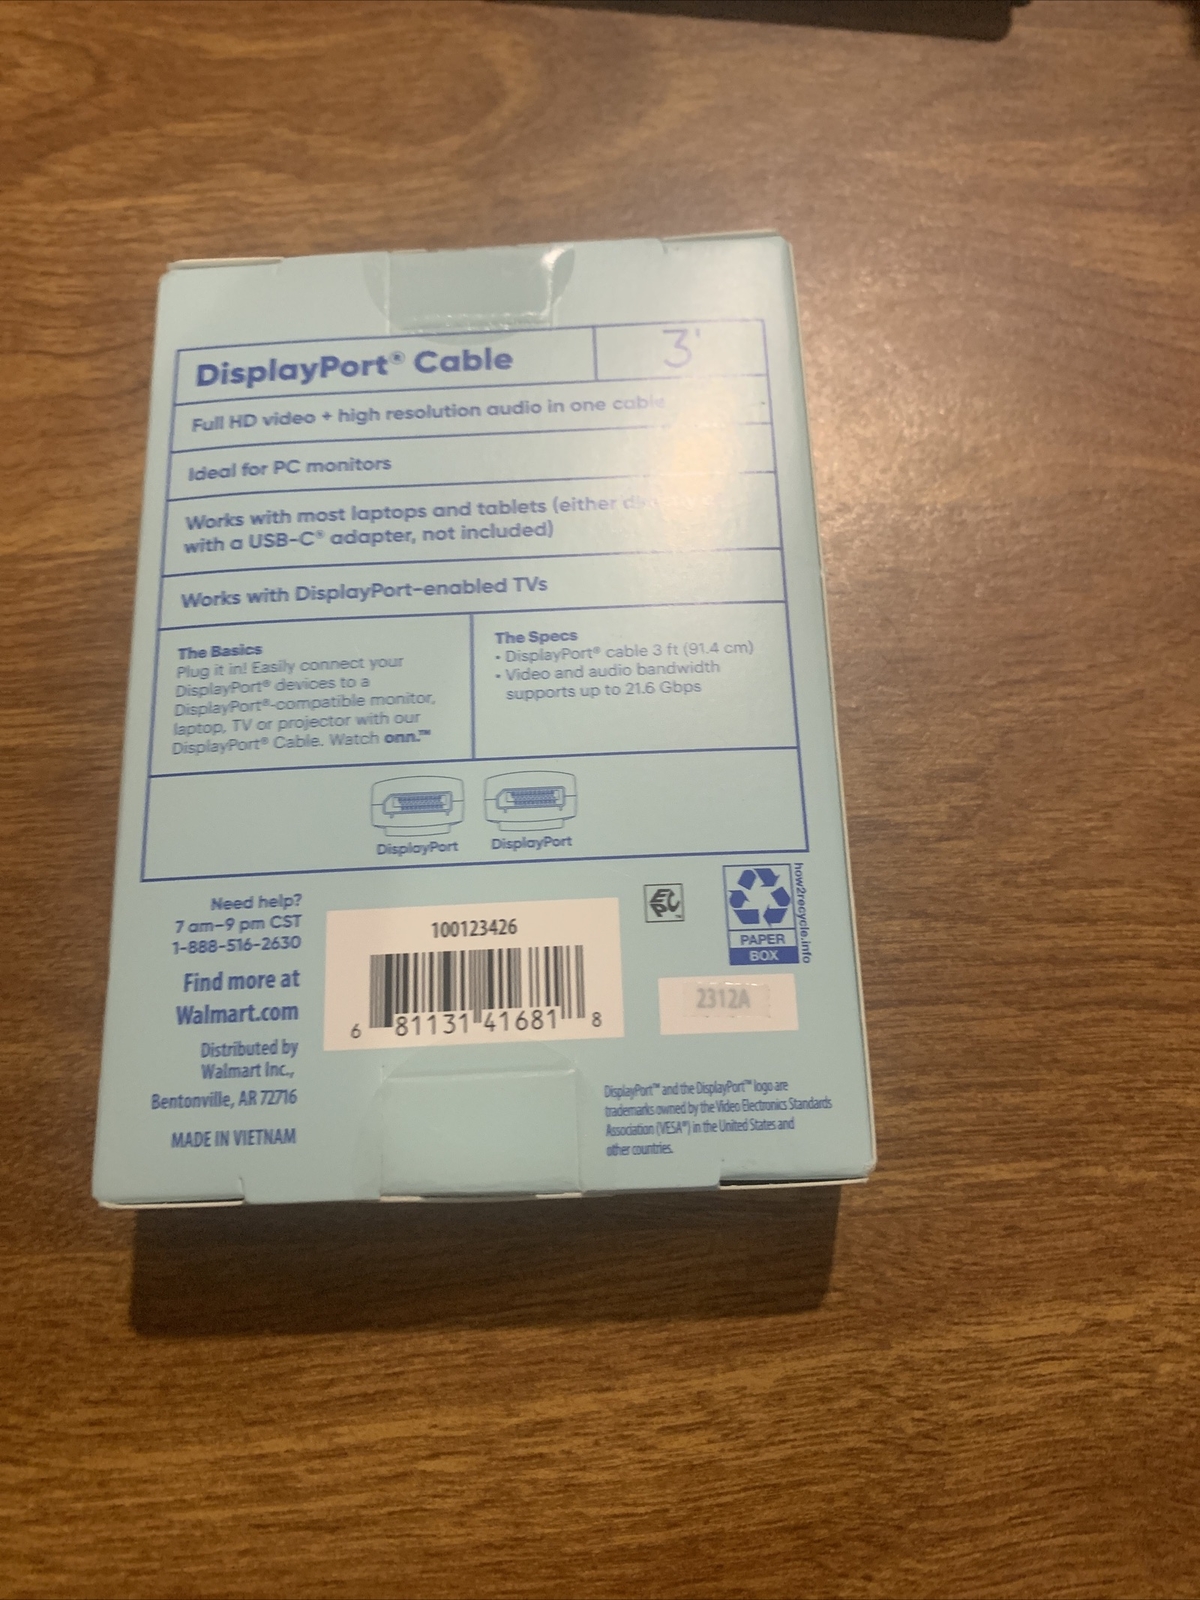 DisplayPort® Cable
3'
Full HD video + high resolution audio in one cable
Ideal for PC monitors
Works with most laptops and tablets (either
with a USB-C® adapter, not included)
Works with DisplayPort-enabled TVs
The Basics
Plug it in! Easily connect your
DisplayPort® devices to a
DisplayPort®-compatible monitor,
laptop, TV or projector with our
DisplayPort® Cable. Watch onn.™
The Specs
• DisplayPort® cable 3 ft (91.4 cm)
• Video and audio bandwidth
supports up to 21.6 Gbps
DisplayPort
DisplayPort
Need help?
7 am–9 pm CST
1-888-516-2630
Find more at
Walmart.com
Distributed by
Walmart Inc.,
Bentonville, AR 72716
MADE IN VIETNAM
100123426
6 81131 41681 8
EPC™
how2recycle.info
PAPER
BOX
2312A
DisplayPort™ and the DisplayPort™ logo are
trademarks owned by the Video Electronics Standards
Association (VESA®) in the United States and
other countries.